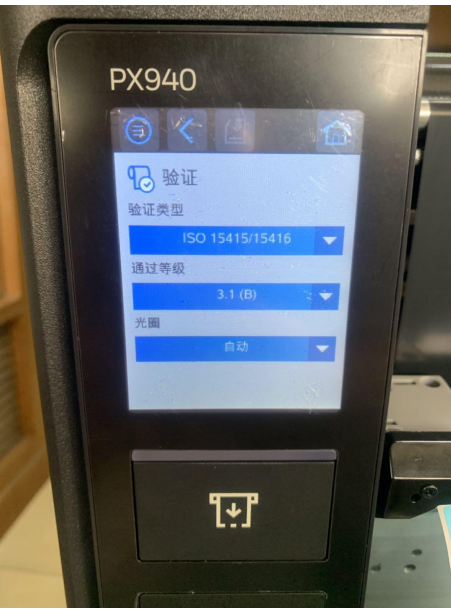 PX940
验证
验证类型
ISO 15415/15416
通过等级
3.1 (B)
光圈
自动